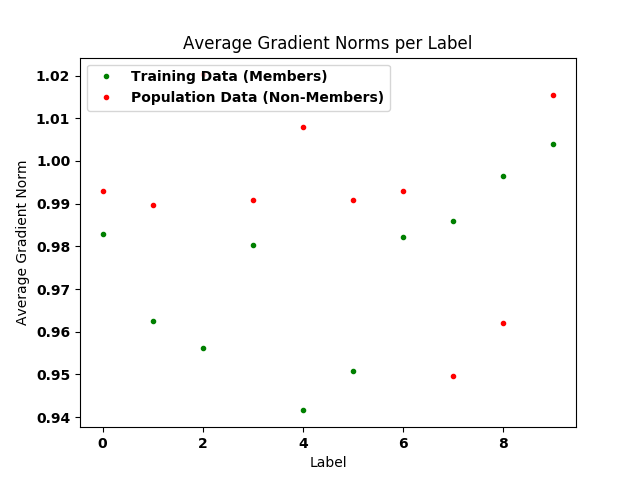 Average Gradient Norms per Label
Training Data (Members)
Population Data (Non-Members)
1.02
1.01
1.00
0.99
0.98
0.97
0.96
0.95
0.94
Average Gradient Norm
0 2 4 6 8
Label